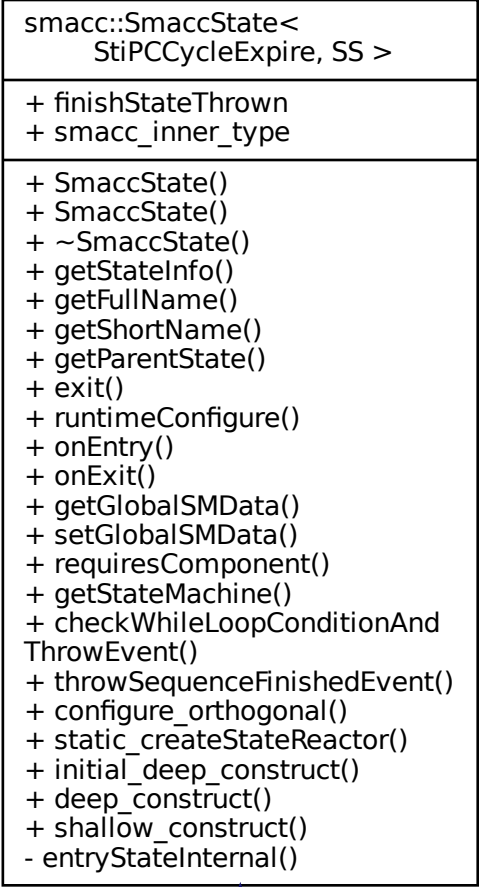 smacc::SmaccState<
StiPCCycleExpire, SS >
+ finishStateThrown
+ smacc_inner_type
+ SmaccState()
+ SmaccState()
+ ~SmaccState()
+ getStateInfo()
+ getFullName()
+ getShortName()
+ getParentState()
+ exit()
+ runtimeConfigure()
+ onEntry()
+ onExit()
+ getGlobalSMData()
+ setGlobalSMData()
+ requiresComponent()
+ getStateMachine()
+ checkWhileLoopConditionAnd
ThrowEvent()
+ throwSequenceFinishedEvent()
+ configure_orthogonal()
+ static_createStateReactor()
+ initial_deep_construct()
+ deep_construct()
+ shallow_construct()
- entryStateInternal()